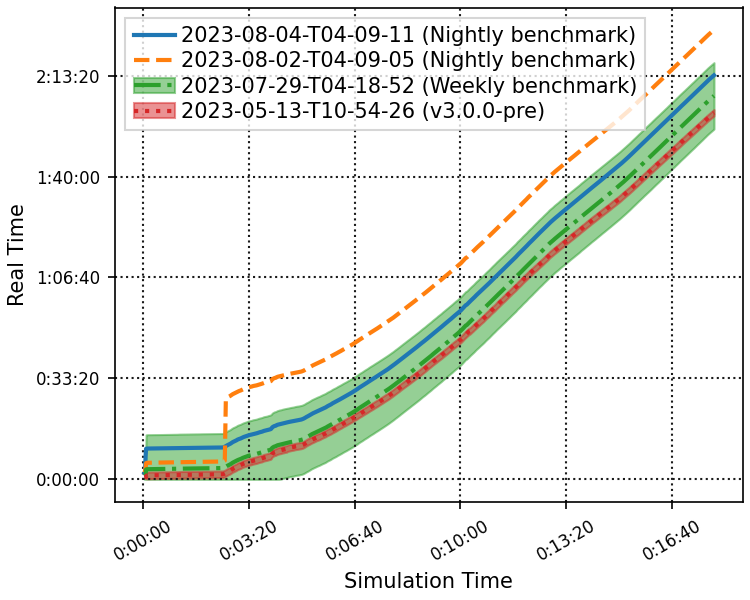 2023-08-04-T04-09-11 (Nightly benchmark)
2023-08-02-T04-09-05 (Nightly benchmark)
2023-07-29-T04-18-52 (Weekly benchmark)
2023-05-13-T10-54-26 (v3.0.0-pre)
Real Time
2:13:20
1:40:00
1:06:40
0:33:20
0:00:00
0:00:00
0:03:20
0:06:40
0:10:00
0:13:20
0:16:40
Simulation Time